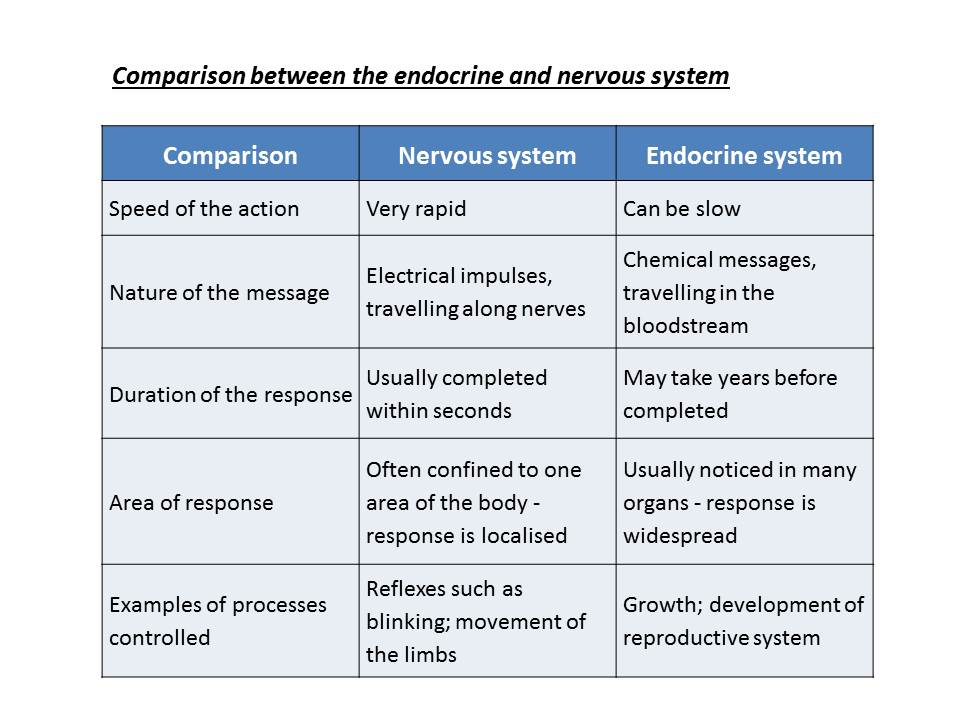 Comparison between the endocrine and nervous system
Comparison Nervous system Endocrine system
Speed of the action
Very rapid
Can be slow
Nature of the message
Electrical impulses,
travelling along nerves
Chemical messages,
travelling in the
bloodstream
Duration of the response
Usually completed
within seconds
May take years before
completed
Area of response
Often confined to one
area of the body -
response is localised
Usually noticed in many
organs - response is
widespread
Examples of processes
controlled
Reflexes such as
blinking; movement of
the limbs
Growth; development of
reproductive system